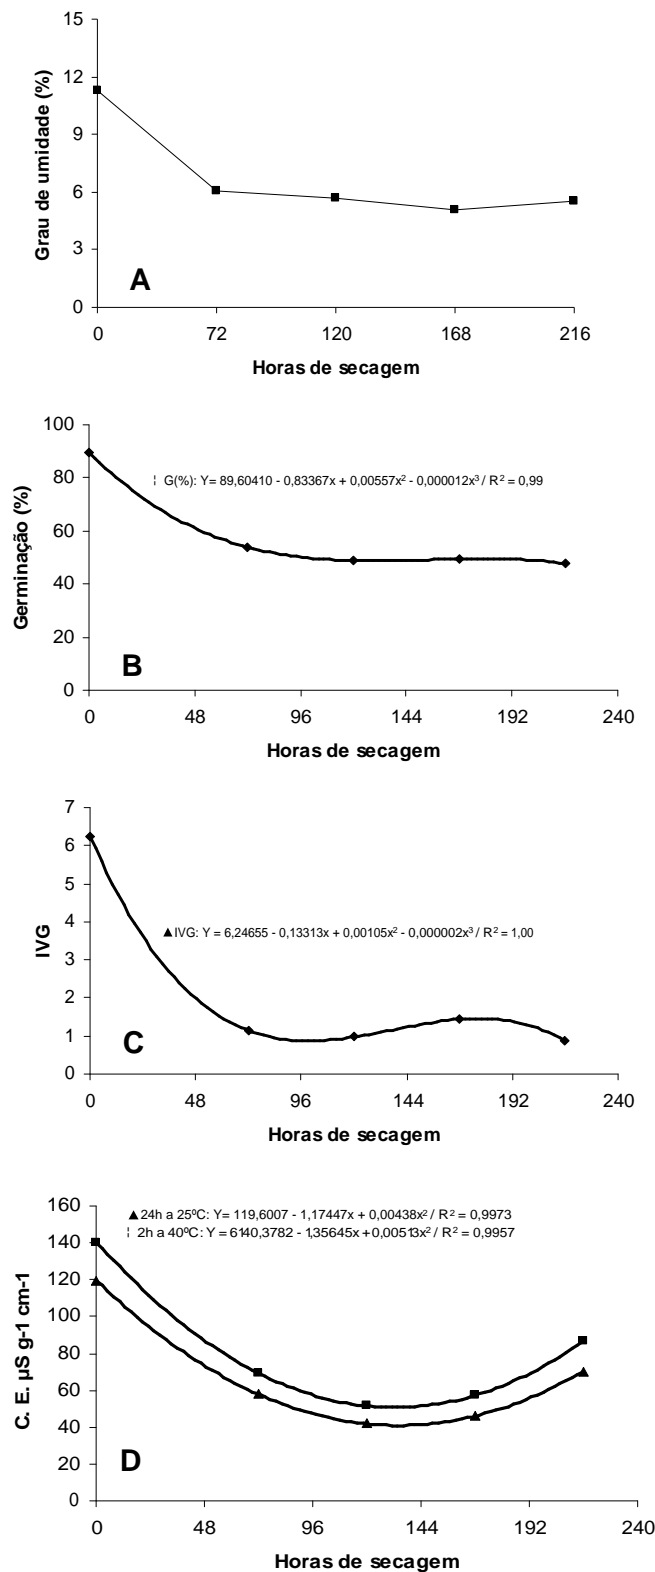 15
12
9
6
3
0
Grau de umidade (%)
A
0 72 120 168 216
Horas de secagem
100
80
60
40
20
0
Germinação (%)
¦ G(%): Y= 89,60410 - 0,83367x + 0,00557x² - 0,000012x³ / R² = 0,99
B
0 48 96 144 192 240
Horas de secagem
7
6
5
4
3
2
1
0
IVG
▲IVG: Y = 6,24655 - 0,13313x + 0,00105x² - 0,000002x³ / R² = 1,00
C
0 48 96 144 192 240
Horas de secagem
160
140
120
100
80
60
40
20
0
C. E. µS g-1 cm-1
▲24h a 25ºC: Y= 119,6007 - 1,17447x + 0,00438x² / R² = 0,9973
¦ 2h a 40ºC: Y = 6140,3782 - 1,35645x + 0,00513x² / R² = 0,9957
D
0 48 96 144 192 240
Horas de secagem